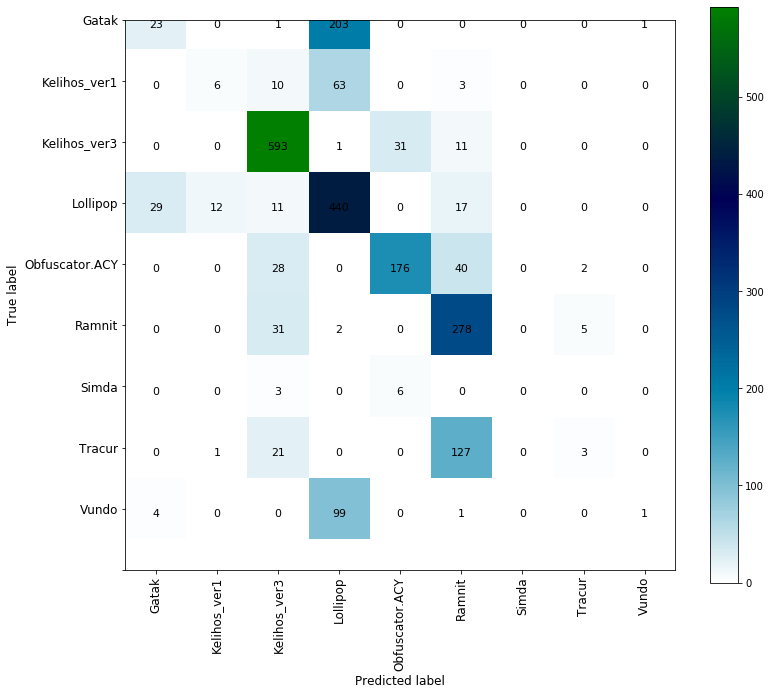 Gatak 23 0 1 203 0 0 0 0 1
Kelihos_ver1 0 6 10 63 0 3 0 0 0
Kelihos_ver3 0 0 593 1 31 11 0 0 0
Lollipop 29 12 11 440 0 17 0 0 0
Obfuscator.ACY 0 0 28 0 176 40 0 2 0
Ramnit 0 0 31 2 0 278 0 5 0
Simda 0 0 3 0 6 0 0 0 0
Tracur 0 1 21 0 0 127 0 3 0
Vundo 4 0 0 99 0 1 0 0 1
True label
Gatak Kelihos_ver1 Kelihos_ver3 Lollipop Obfuscator.ACY Ramnit Simda Tracur Vundo
Predicted label
500
400
300
200
100
0